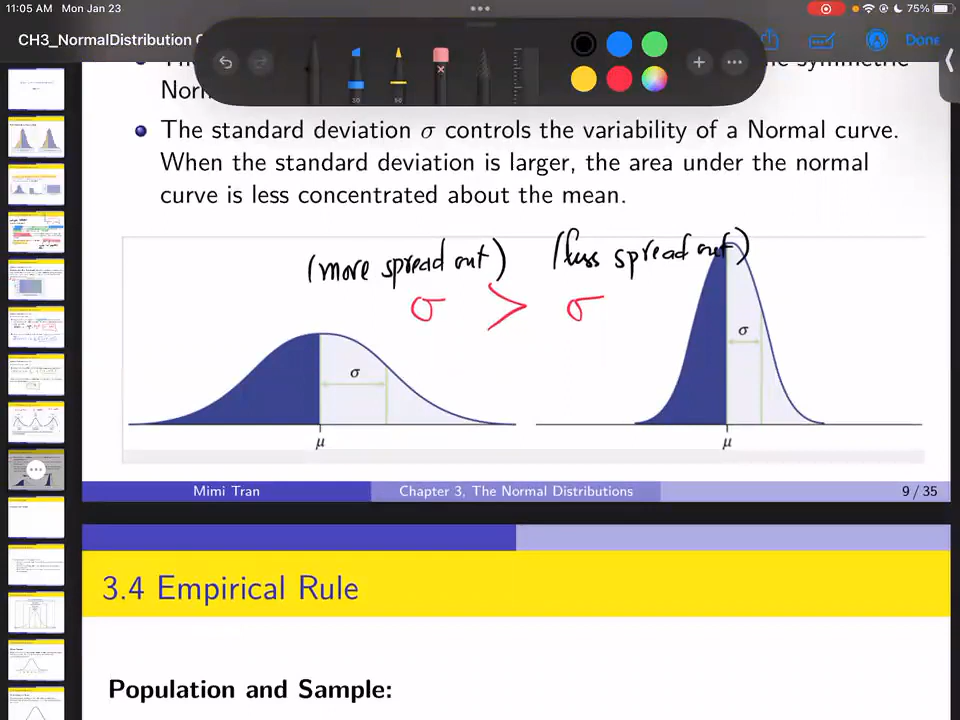 11:05 AM Mon Jan 23
75%
CH3_NormalDistribution
Done
symmetric
Norm
The standard deviation σ controls the variability of a Normal curve.
When the standard deviation is larger, the area under the normal
curve is less concentrated about the mean.
(more spread out) (less spread out)
σ > σ
σ
σ
μ
μ
Mimi Tran Chapter 3, The Normal Distributions 9 / 35
3.4 Empirical Rule
Population and Sample: